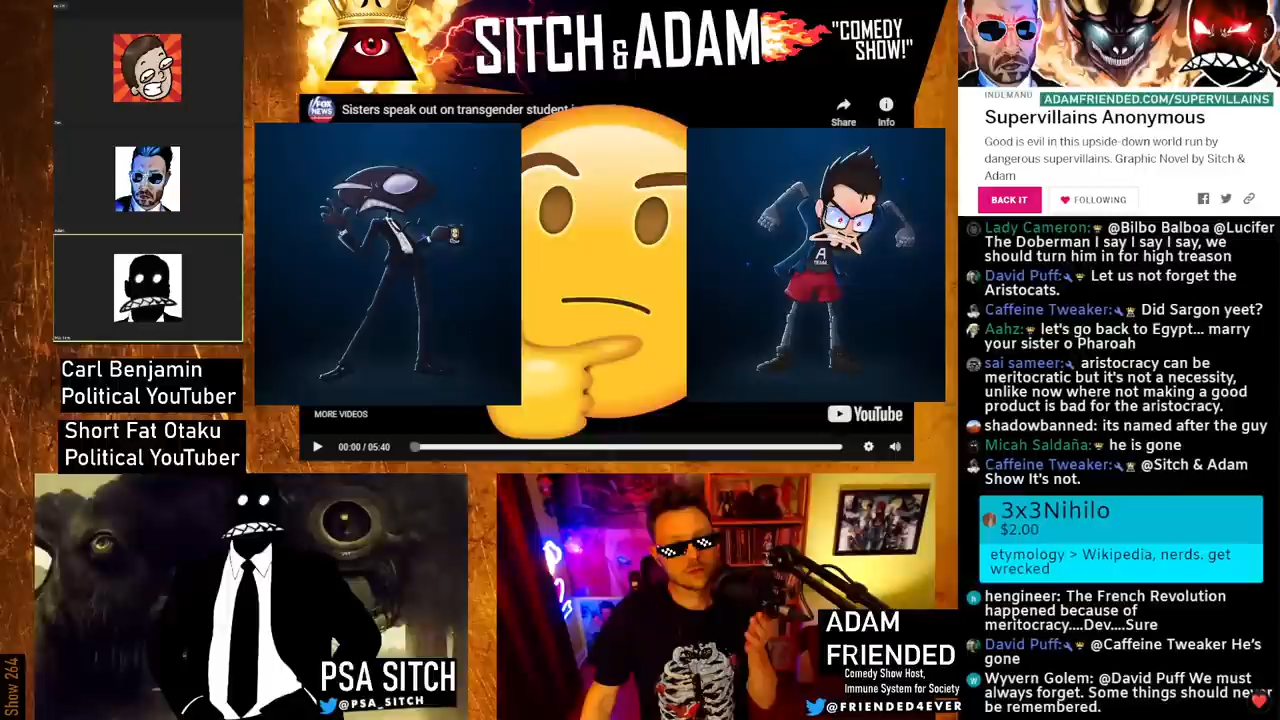 SITCH & ADAM
"COMEDY
SHOW!"
FOX
NEWS
Sisters speak out on transgender student i
Share
Info
A
TEAM
MORE VIDEOS
YouTube
00:00 / 05:40
Carl Benjamin
Political YouTuber
Short Fat Otaku
Political YouTuber
Show 264
PSA SITCH
@PSA_SITCH
ADAM
FRIENDED
Comedy Show Host,
Immune System for Society
@FRIENDED4EVER
INDEMAND
ADAMFRIENDED.COM/SUPERVILLAINS
Supervillains Anonymous
Good is evil in this upside-down world run by
dangerous supervillains. Graphic Novel by Sitch &
Adam
BACK IT
FOLLOWING
Lady Cameron: @Bilbo Balboa @Lucifer
The Doberman I say I say I say, we
should turn him in for high treason
David Puff: Let us not forget the
Aristocats.
Caffeine Tweaker: Did Sargon yeet?
Aahz: let's go back to Egypt... marry
your sister o Pharoah
sai sameer: aristocracy can be
meritocratic but it's not a necessity,
unlike now where not making a good
product is bad for the aristocracy.
shadowbanned: its named after the guy
Micah Saldaña: he is gone
Caffeine Tweaker: @Sitch & Adam
Show It's not.
3x3Nihilo
$2.00
etymology > Wikipedia, nerds. get
wrecked
hengineer: The French Revolution
happened because of
meritocracy....Dev....Sure
David Puff: @Caffeine Tweaker He's
gone
Wyvern Golem: @David Puff We must
always forget. Some things should never
be remembered.